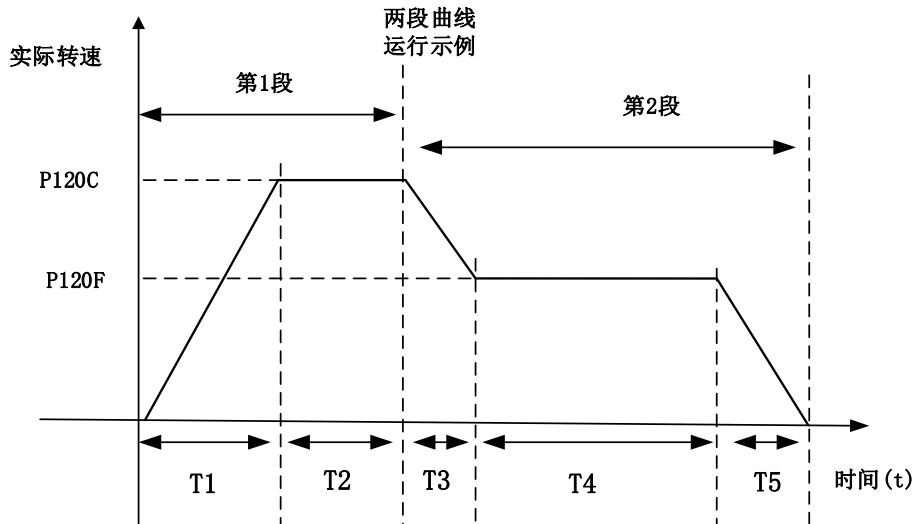 两段曲线
运行示例
实际转速
第1段
第2段
P120C
P120F
T1
T2
T3
T4
T5
时间(t)